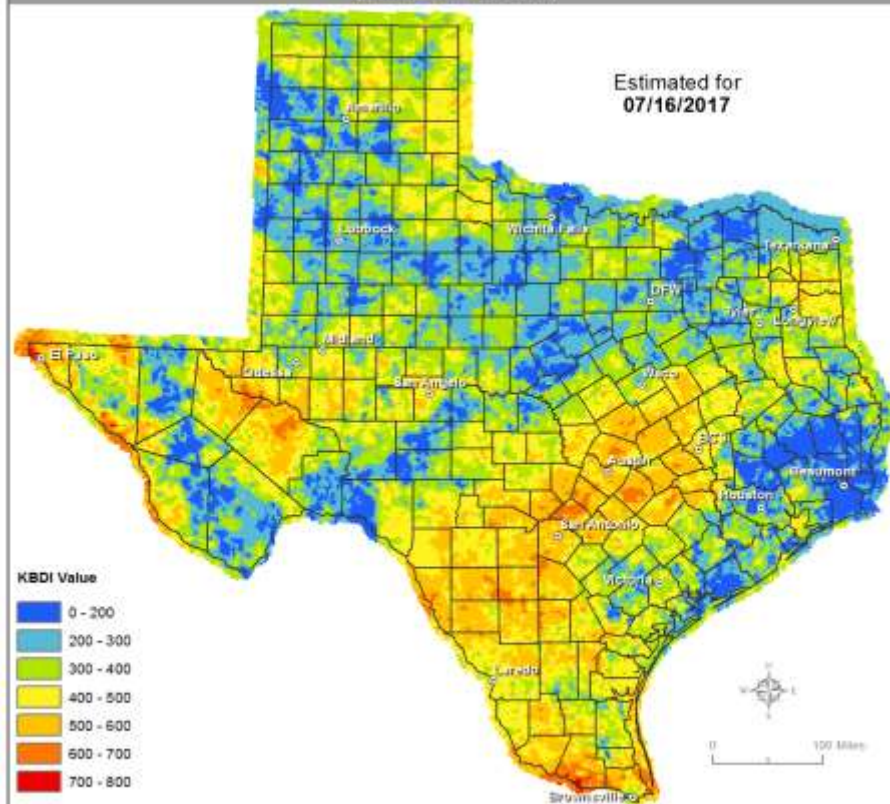 Estimated for
07/16/2017
Amarillo
Lubbock
Wichita Falls
Texarkana
DFW
Tyler
Longview
El Paso
Midland
Odessa
San Angelo
Waco
BCS
Austin
Beaumont
Houston
San Antonio
Victoria
Laredo
Brownsville
KBDI Value
0 - 200
200 - 300
300 - 400
400 - 500
500 - 600
600 - 700
700 - 800
0 100 Miles